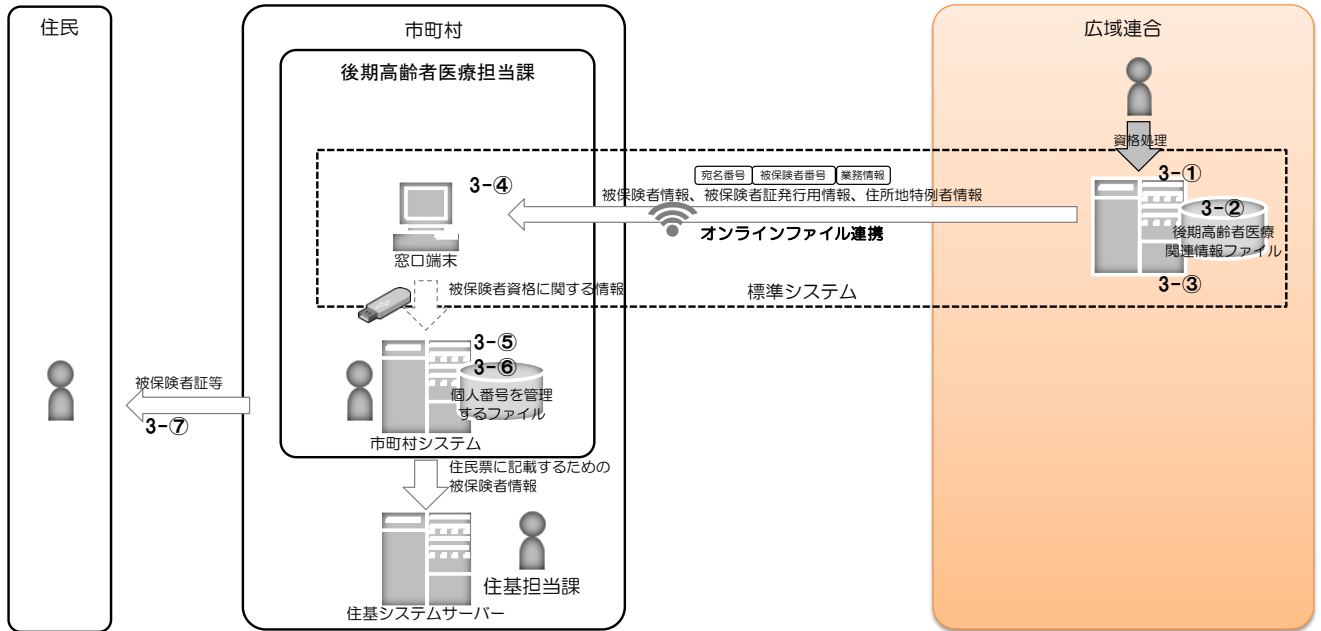 住民
市町村
広域連合
後期高齢者医療担当課
資格処理
宛名番号 被保険者番号 業務情報
3-①
3-④
被保険者情報、被保険者証発行用情報、住所地特例者情報
3-②
オンラインファイル連携
後期高齢者医療
関連情報ファイル
窓口端末
3-③
被保険者資格に関する情報
標準システム
3-⑤
3-⑥
被保険者証等
個人番号を管理
するファイル
3-⑦
市町村システム
住民票に記載するための
被保険者情報
住基担当課
住基システムサーバー